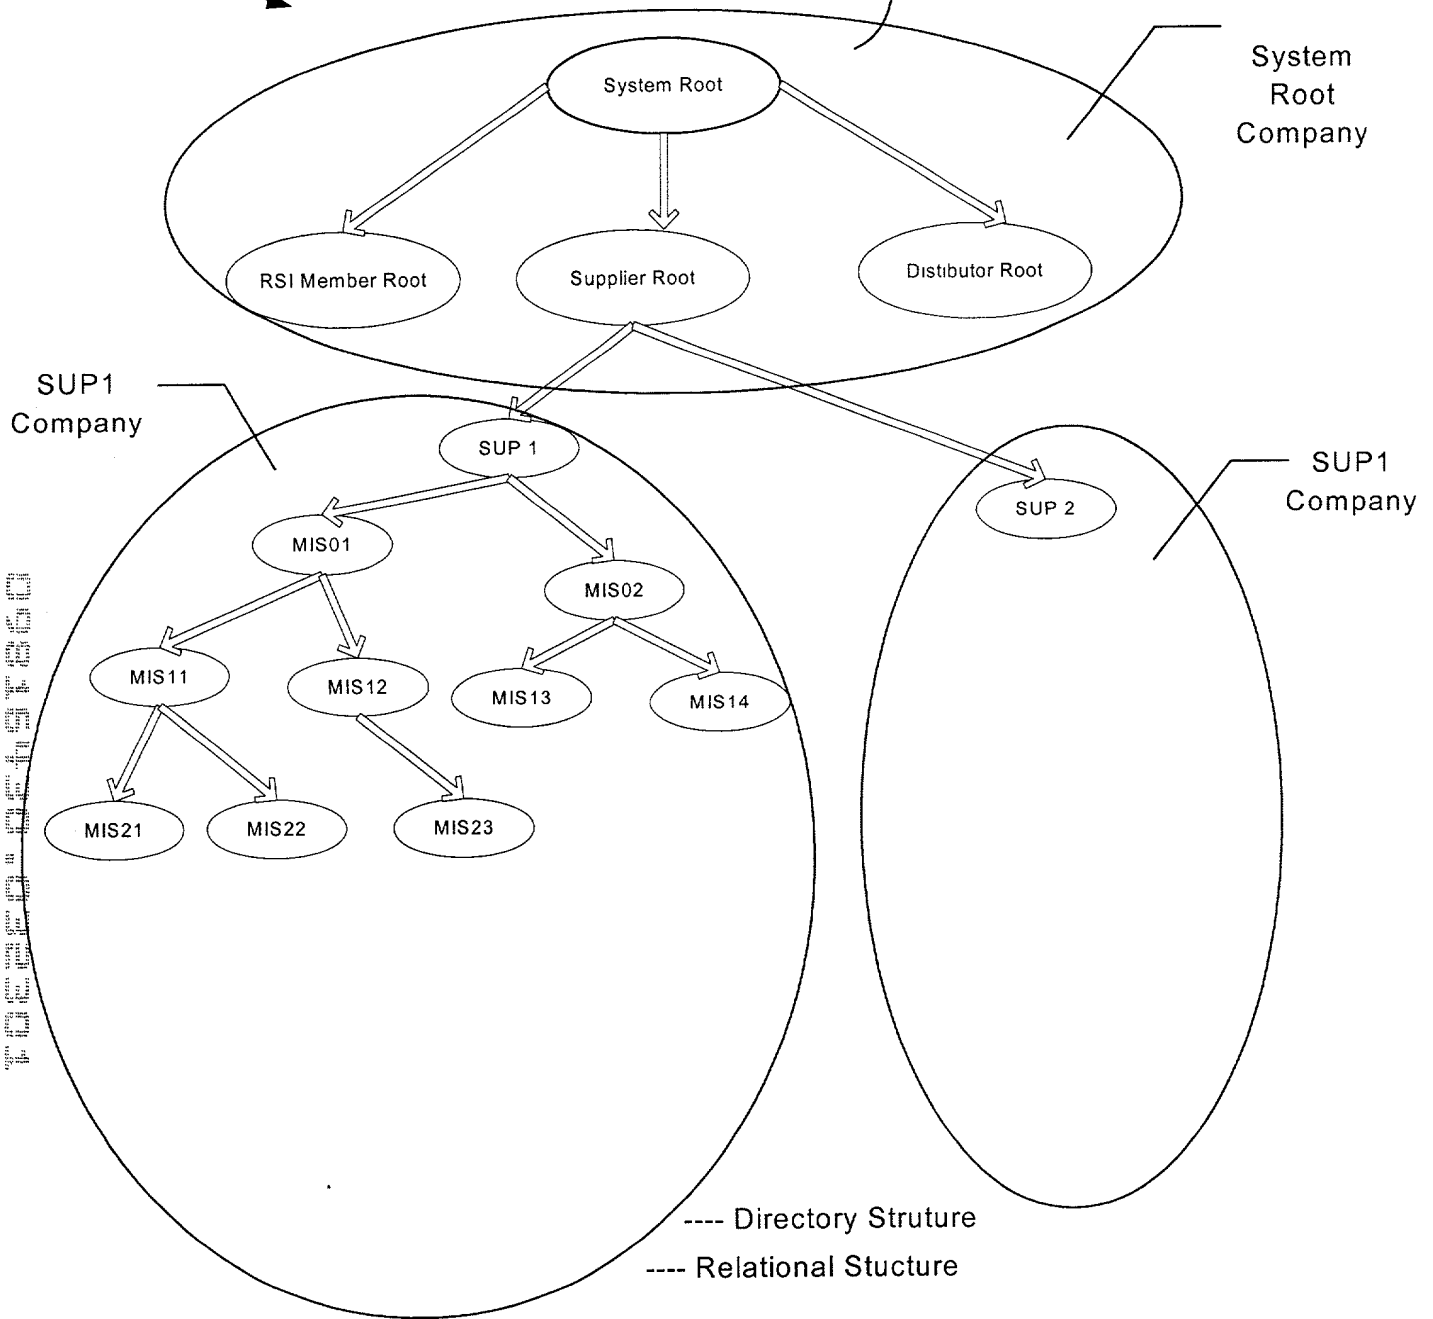 System Root
System
Root
Company
RSI Member Root
Supplier Root
Distibutor Root
SUP1
Company
SUP 1
SUP1
Company
SUP 2
MIS01
MIS02
MIS11
MIS12
MIS13
MIS14
MIS21
MIS22
MIS23
---- Directory Struture
---- Relational Stucture